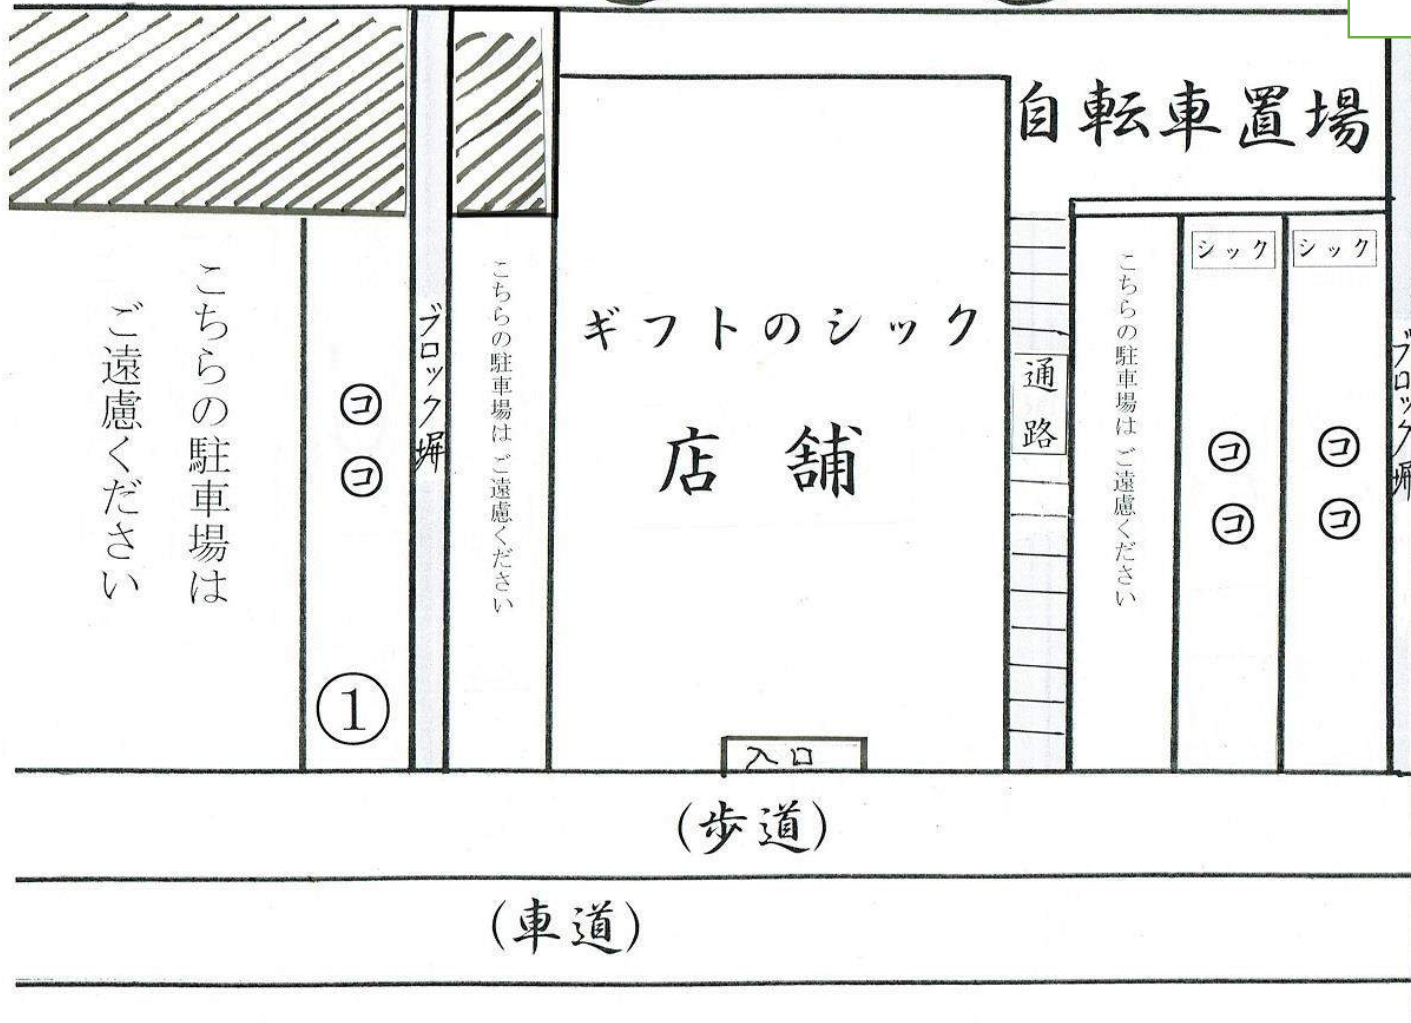 自転車置場
シック
シック
こちらの駐車場は
ご遠慮ください
ココ
①
ブロック塀
こちらの駐車場は ご遠慮ください
ギフトのシック
店舗
入口
通路
こちらの駐車場は ご遠慮ください
ココ
ココ
ブロック塀
(歩道)
(車道)